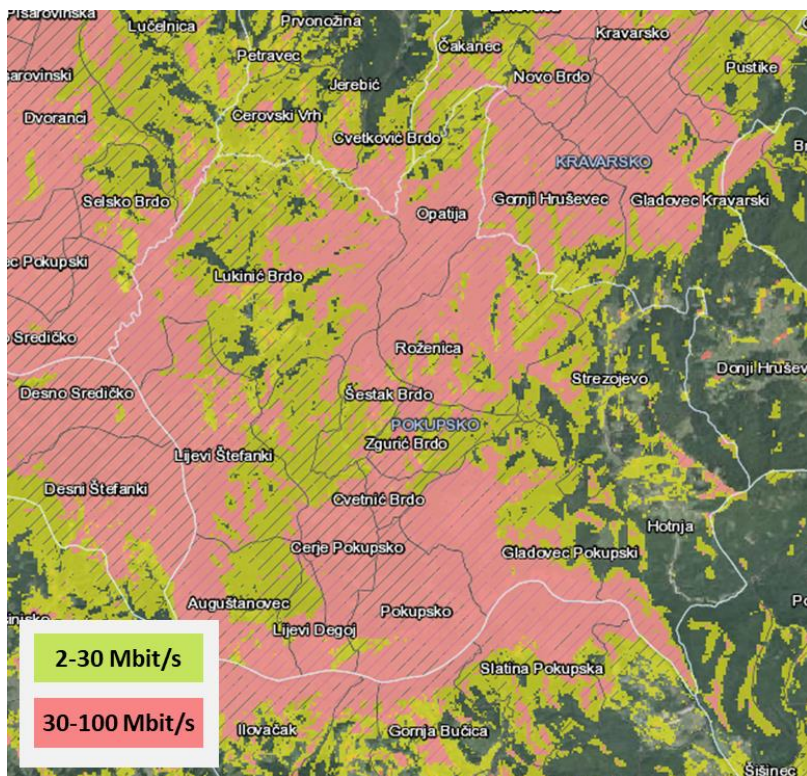 Pisarovinska
Lučelnica
Prvonožina
Kravarsko
Čakanec
Petravec
Pustike
Novo Brdo
Jerebić
Dvoranci
Cerovski Vrh
Cvetković Brdo
KRAVARSKO
Selsko Brdo
Opatija
Gornji Hruševec
Gladovec Kravarski
ec Pokupski
Lukinić Brdo
o Središčko
Roženica
Donji Hrušev
Strezojevo
Desno Sredičko
Šestak Brdo
POKUPSKO
Zgurić Brdo
Lijevi Štefanki
Desni Štefanki
Cvetnić Brdo
Hotnja
Cerje Pokupsko
Gladovec Pokupski
Auguštanovec
Pokupsko
Lijevi Degoj
2-30 Mbit/s
Slatina Pokupska
30-100 Mbit/s
Ilovačak
Gornja Bučica
Šišinec